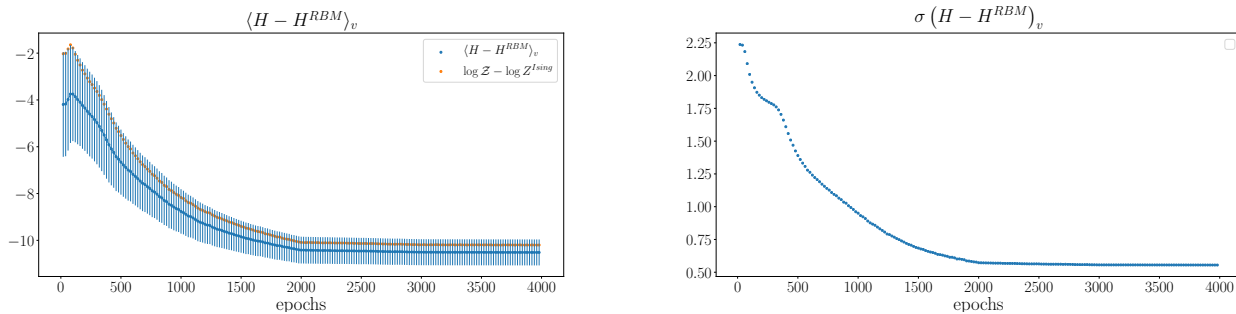 ⟨H − H^{RBM}⟩_v
−2
−4
−6
−8
−10
⟨H − H^{RBM}⟩_v
log 𝒵 − log Z^{Ising}
0 500 1000 1500 2000 2500 3000 3500 4000
epochs
σ (H − H^{RBM})_v
2.25
2.00
1.75
1.50
1.25
1.00
0.75
0.50
0 500 1000 1500 2000 2500 3000 3500 4000
epochs